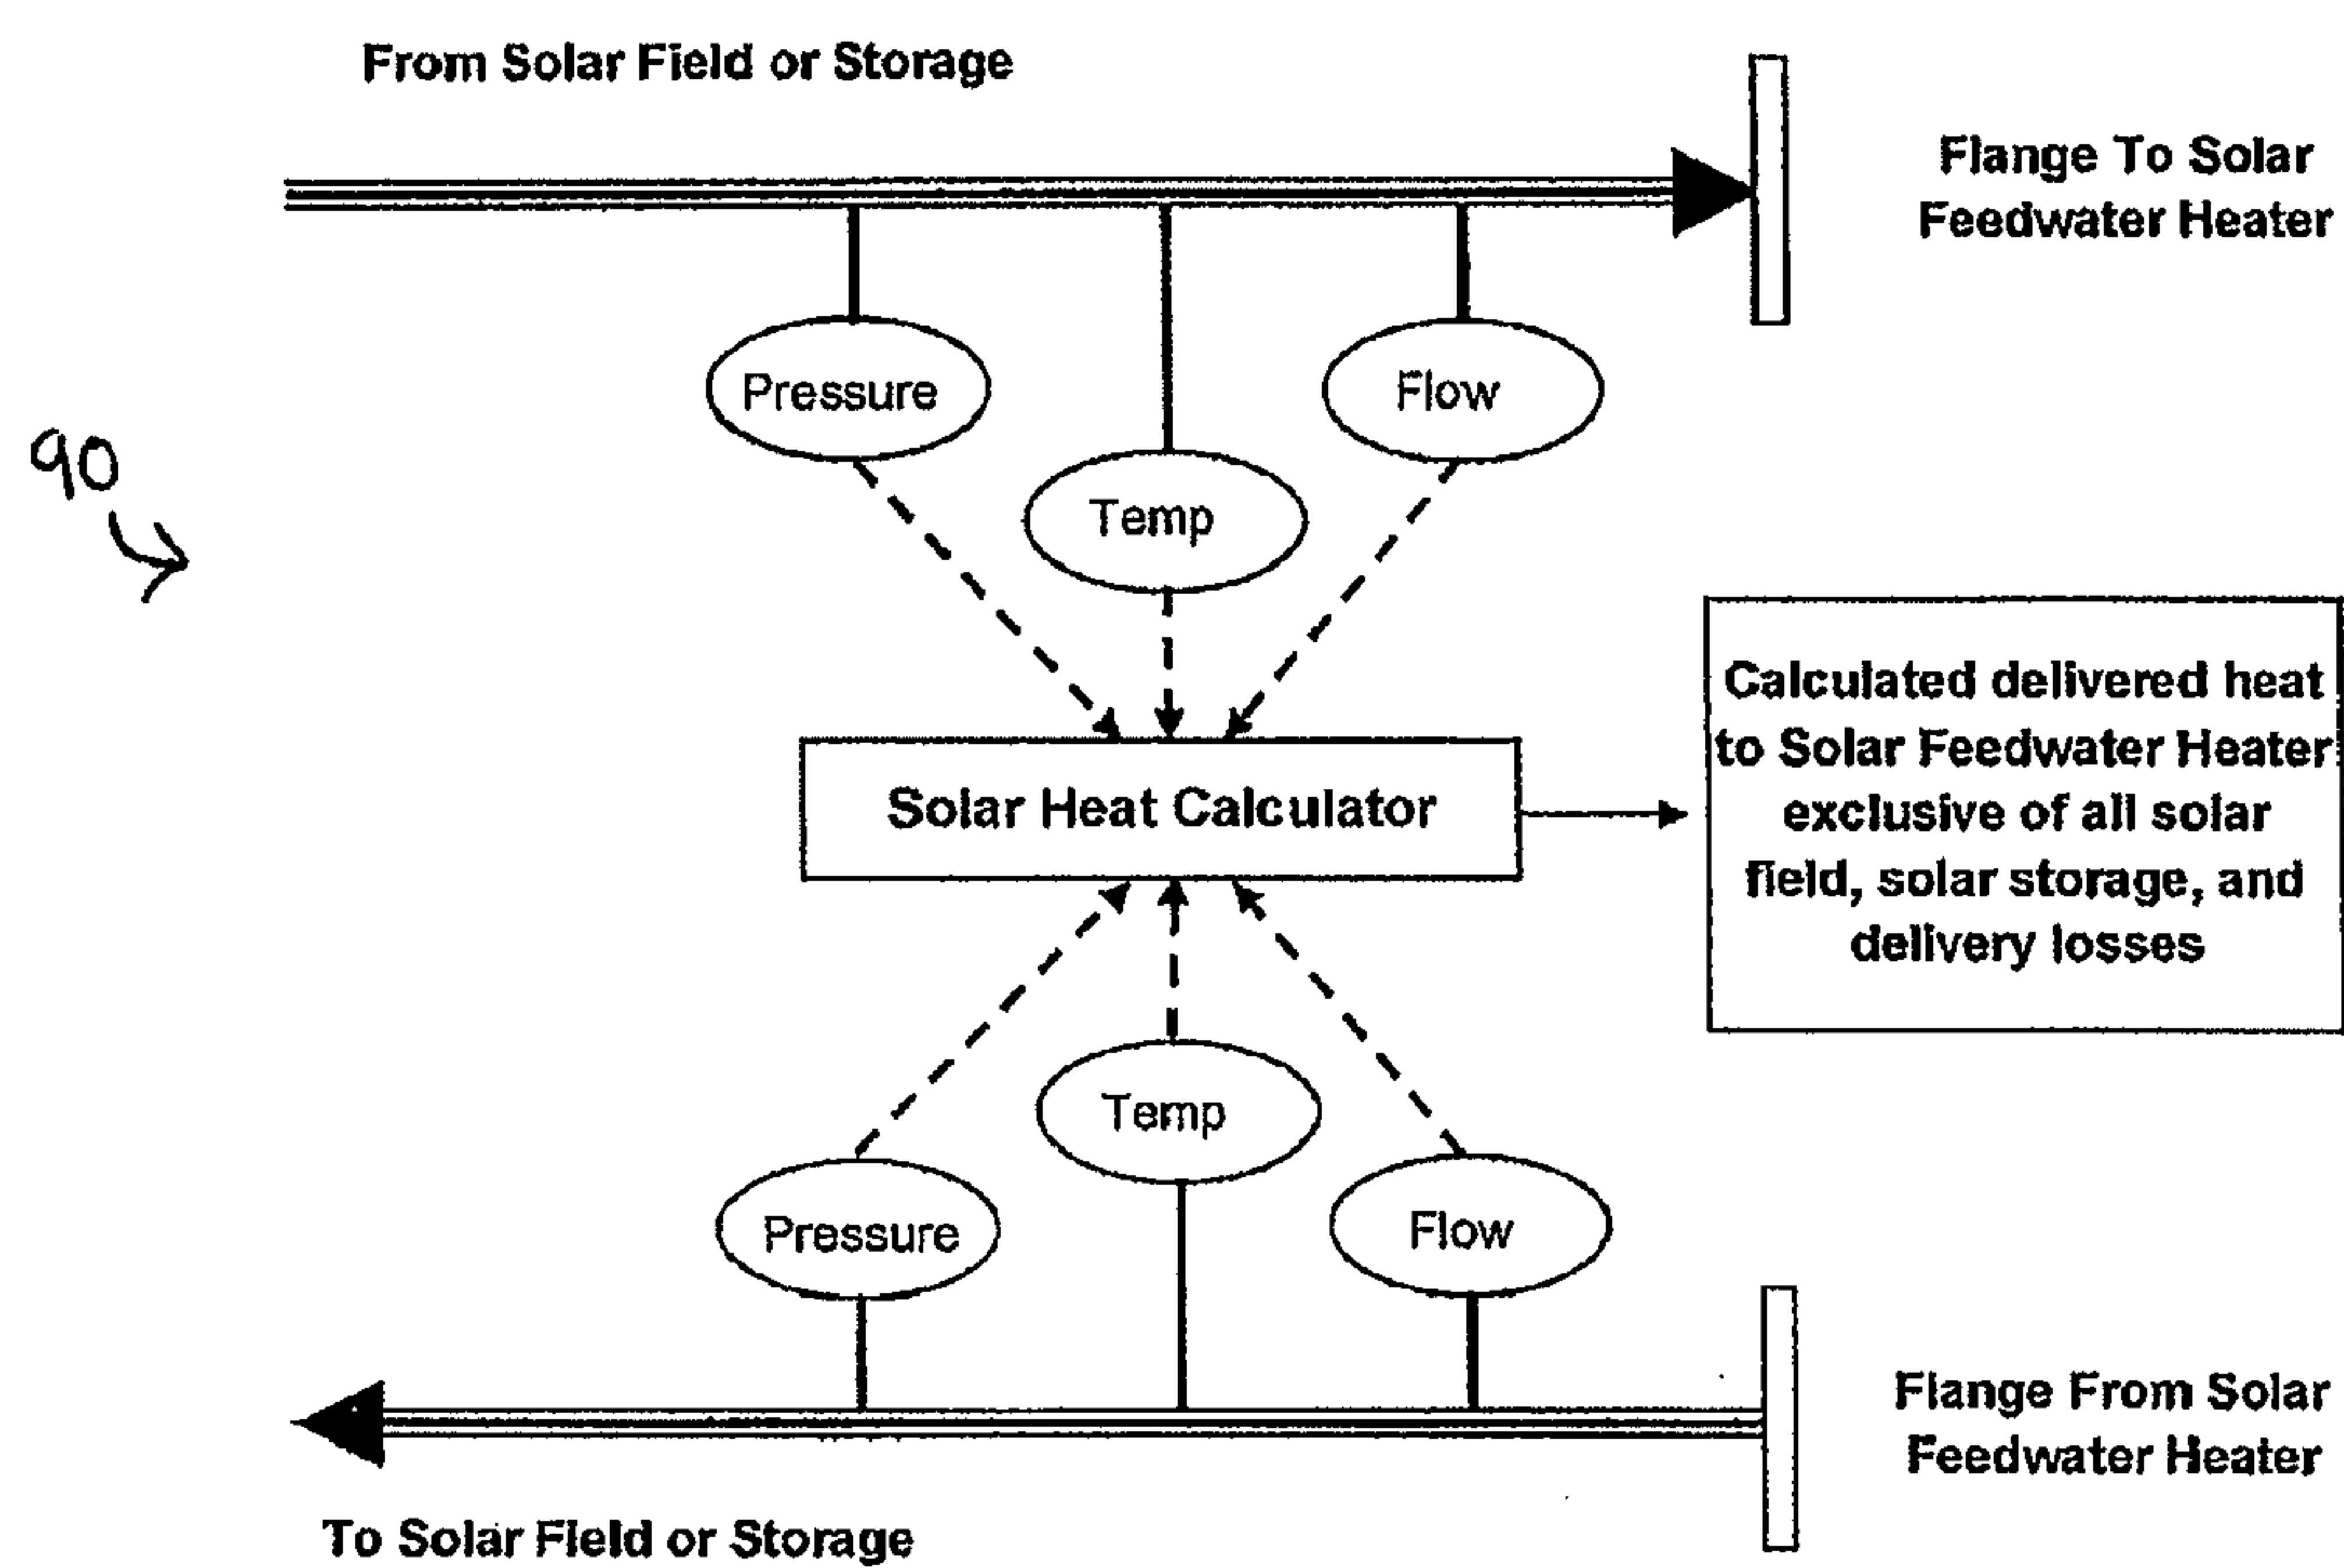 From Solar Field or Storage
Flange To Solar
Feedwater Heater
Pressure
Flow
Temp
90
Calculated delivered heat
to Solar Feedwater Heater
exclusive of all solar
field, solar storage, and
delivery losses
Solar Heat Calculator
Temp
Pressure
Flow
Flange From Solar
Feedwater Heater
To Solar Field or Storage